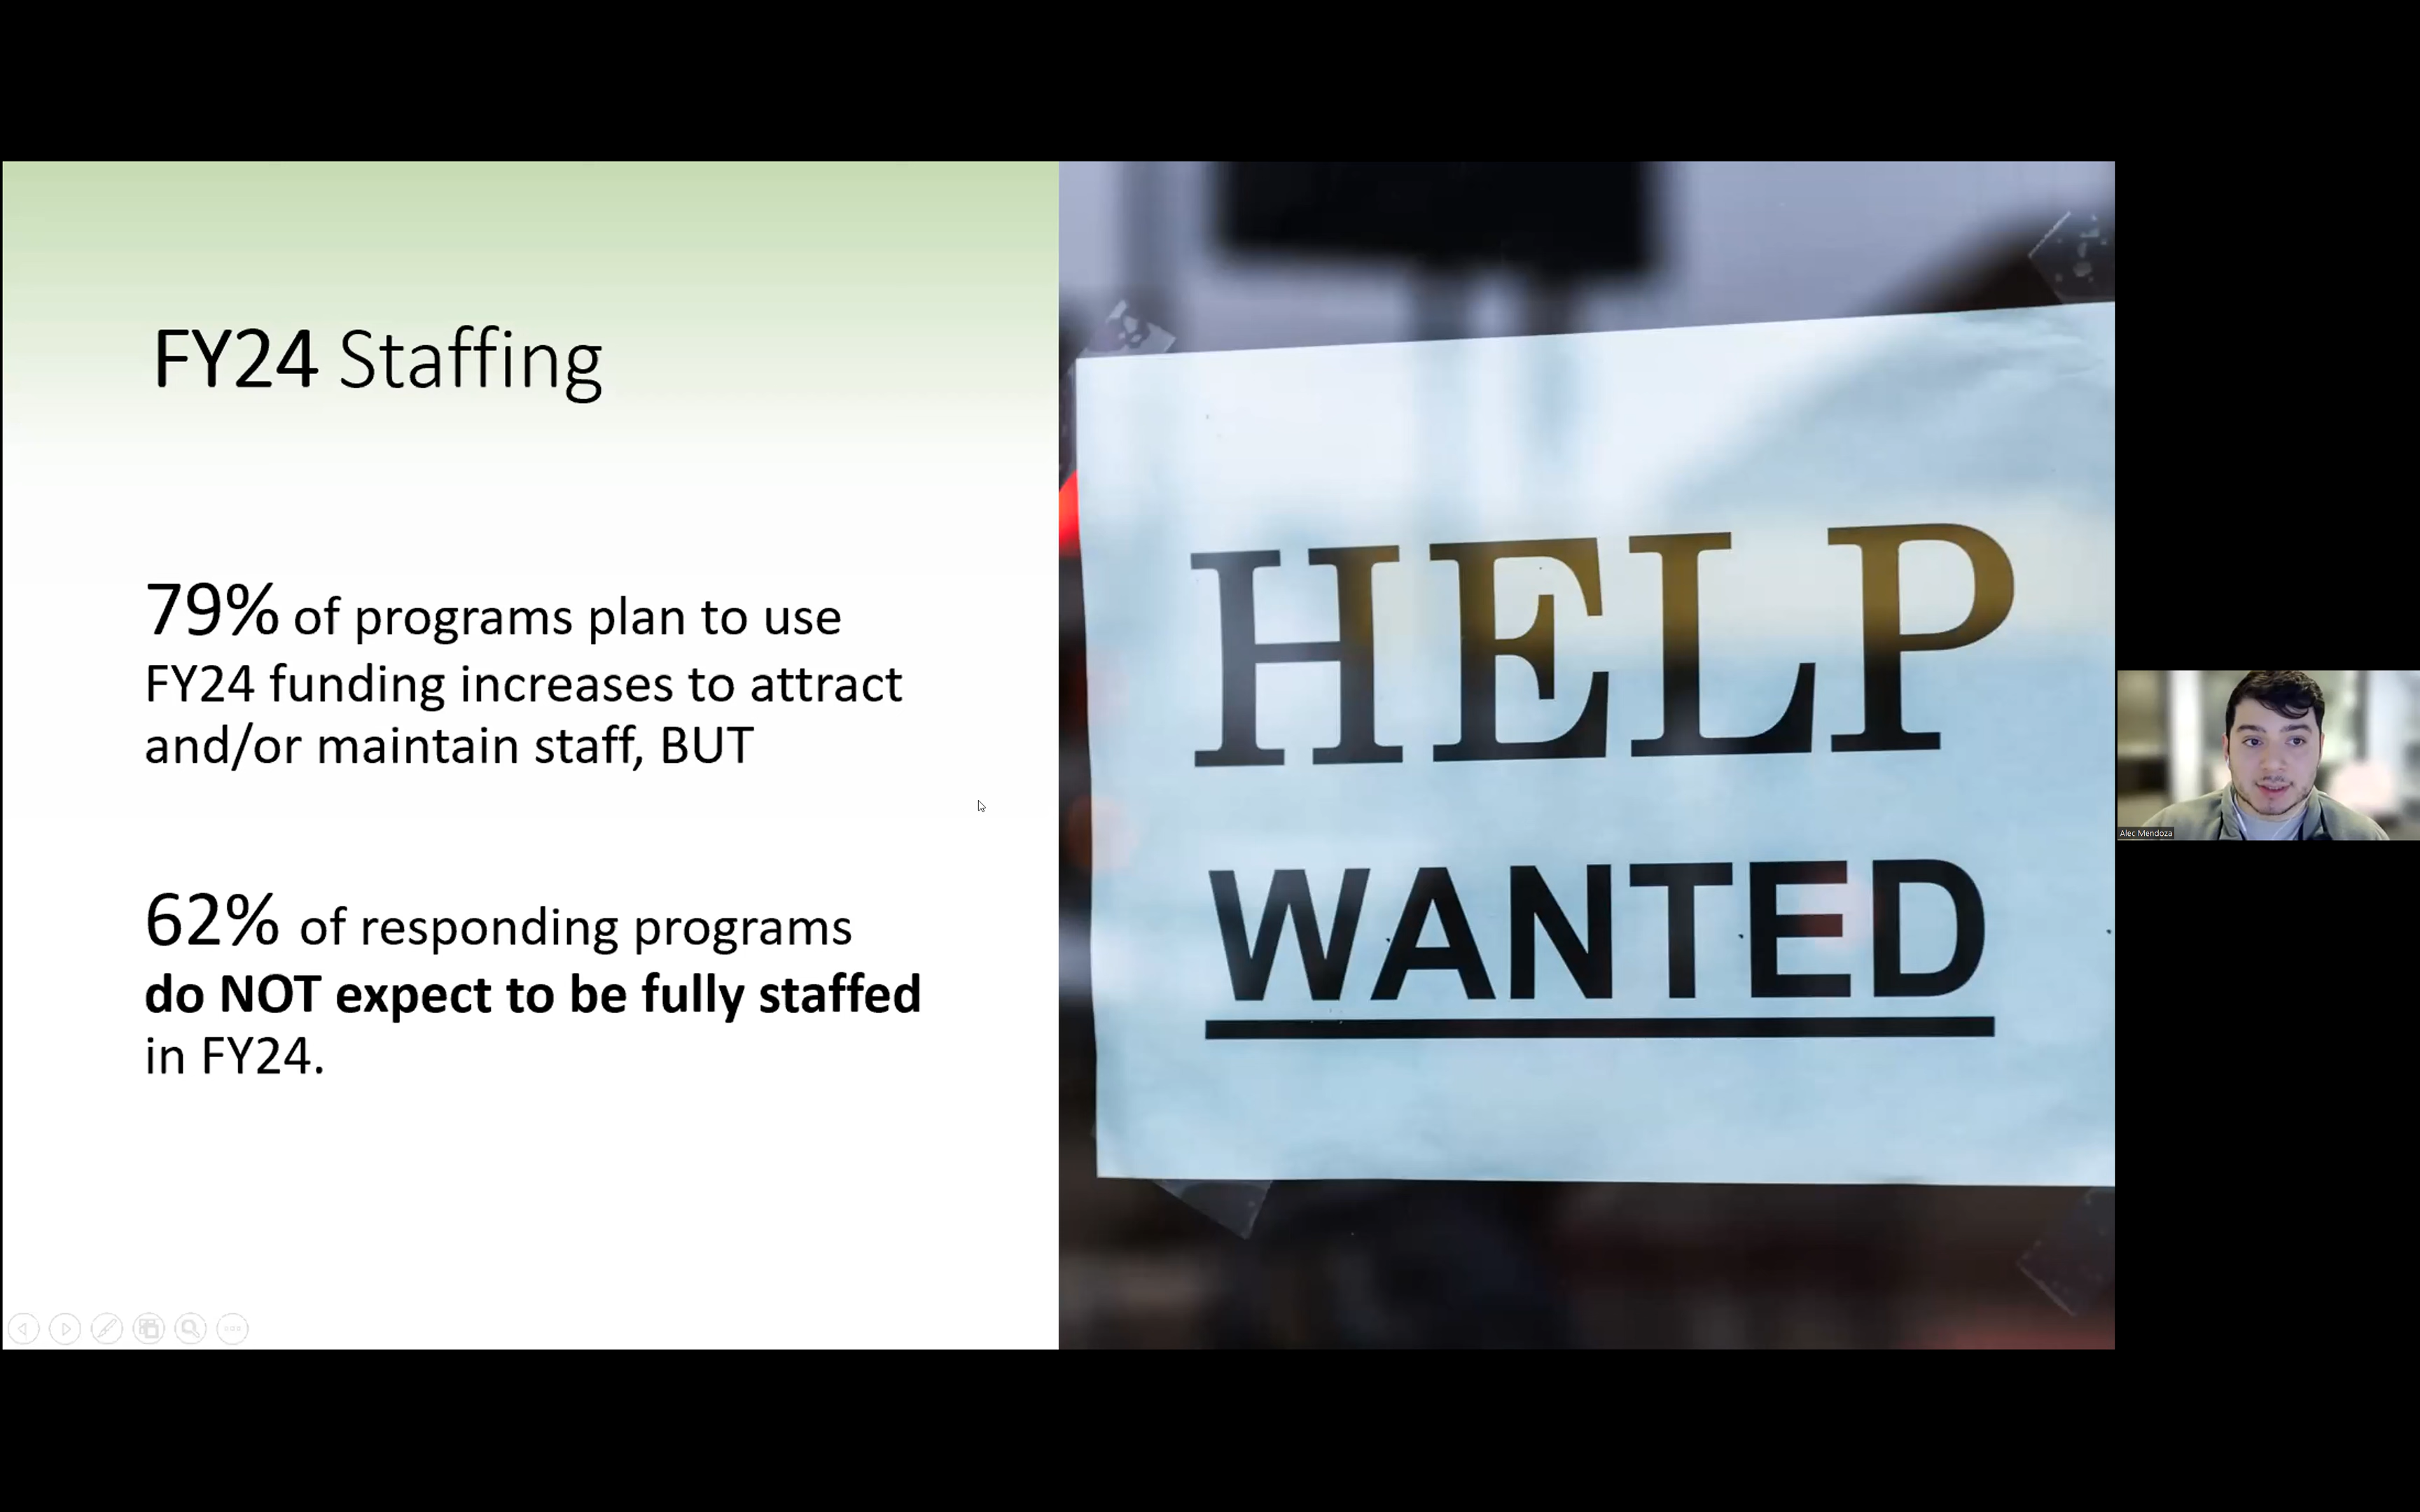 FY24 Staffing
79% of programs plan to use
FY24 funding increases to attract
and/or maintain staff, BUT
62% of responding programs
do NOT expect to be fully staffed
in FY24.
HELP
WANTED
Alec Mendoza